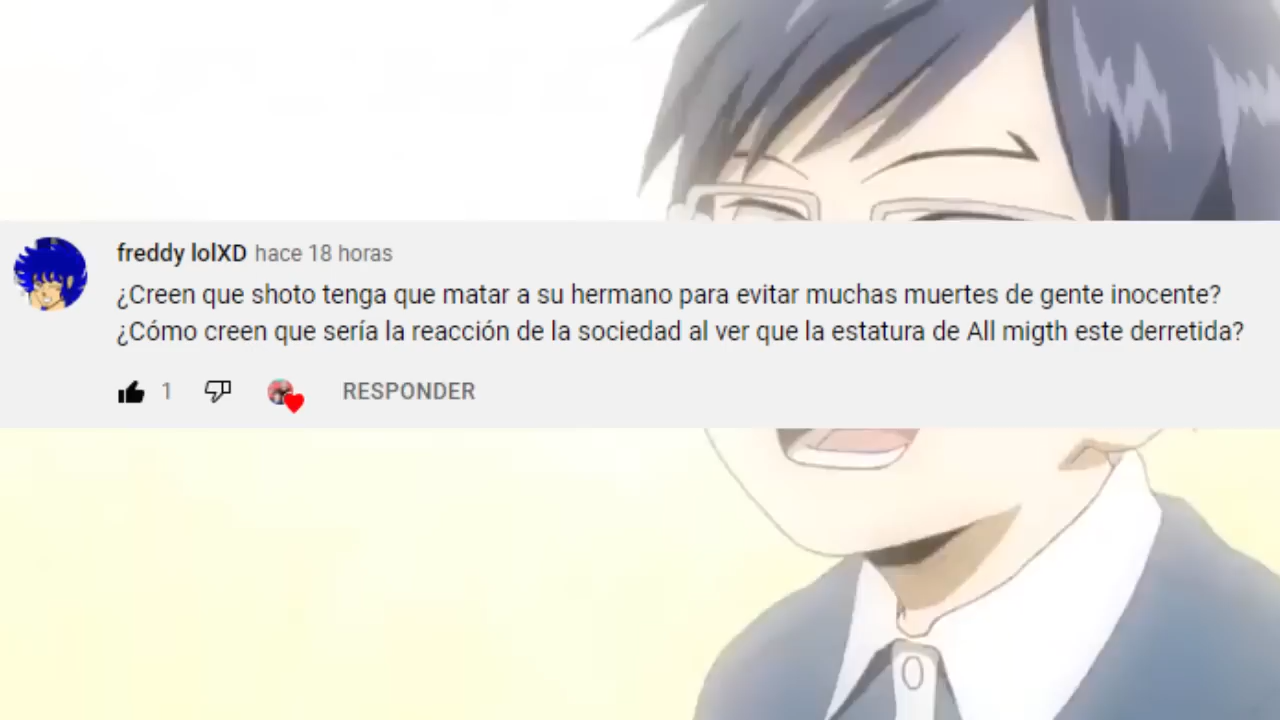 freddy lolXD hace 18 horas
¿Creen que shoto tenga que matar a su hermano para evitar muchas muertes de gente inocente?
¿Cómo creen que sería la reacción de la sociedad al ver que la estatura de All migth este derretida?
1 RESPONDER